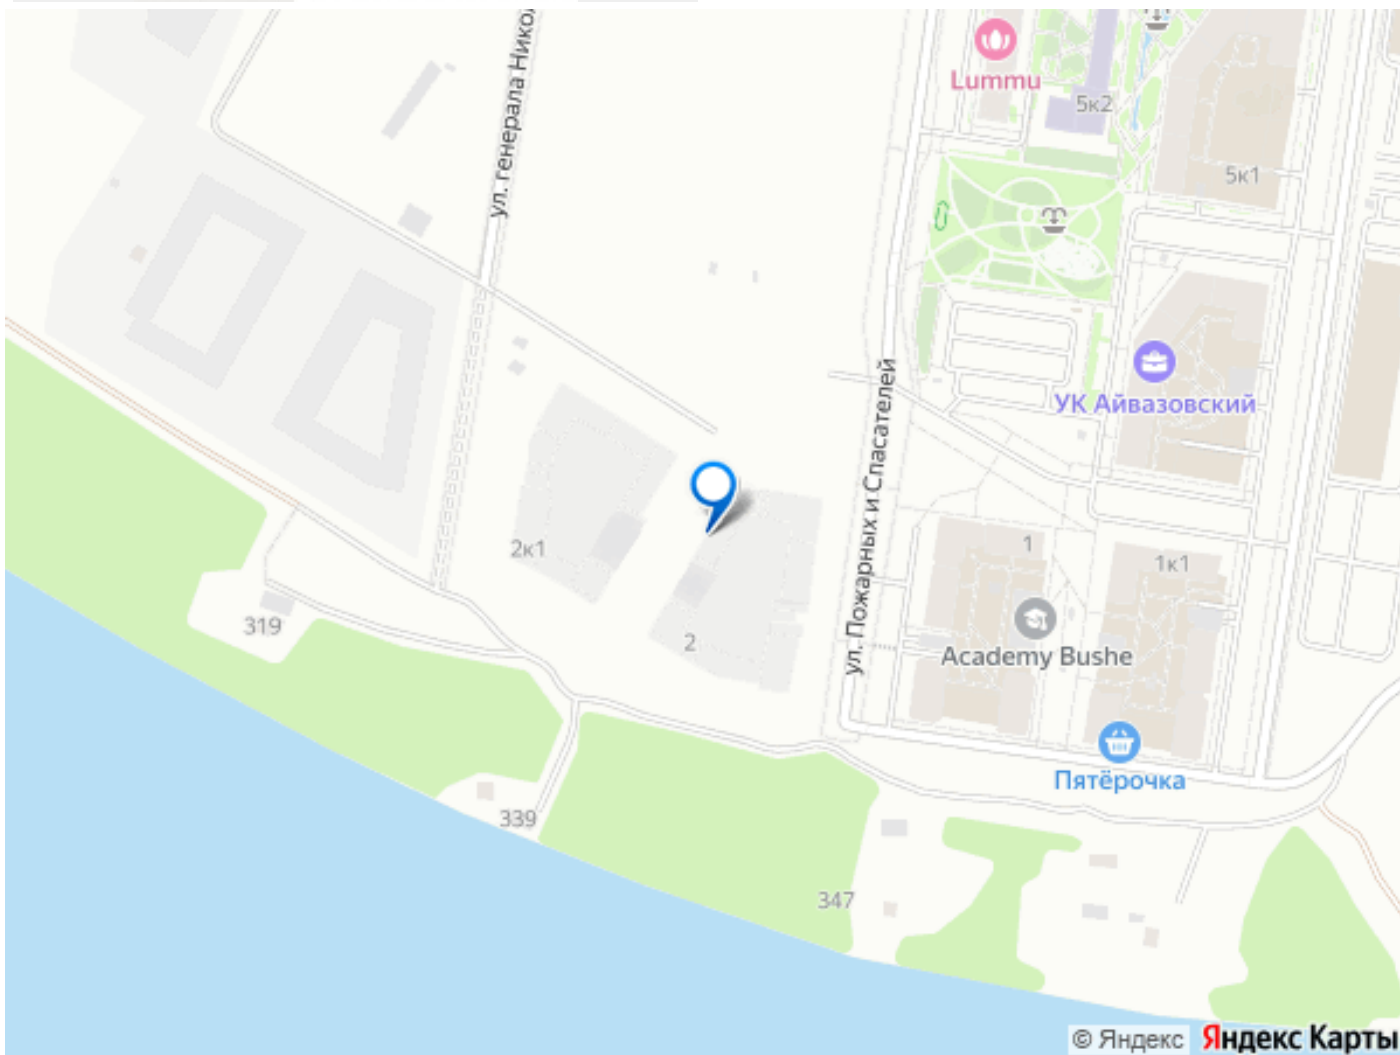 ул. генерала Нико
Lummu
5к2
5к1
УК Айвазовский
ул. Пожарных и Спасателей
2к1
1
1к1
319
2
Academy Bushe
Пятёрочка
339
347
© Яндекс Яндекс Карты